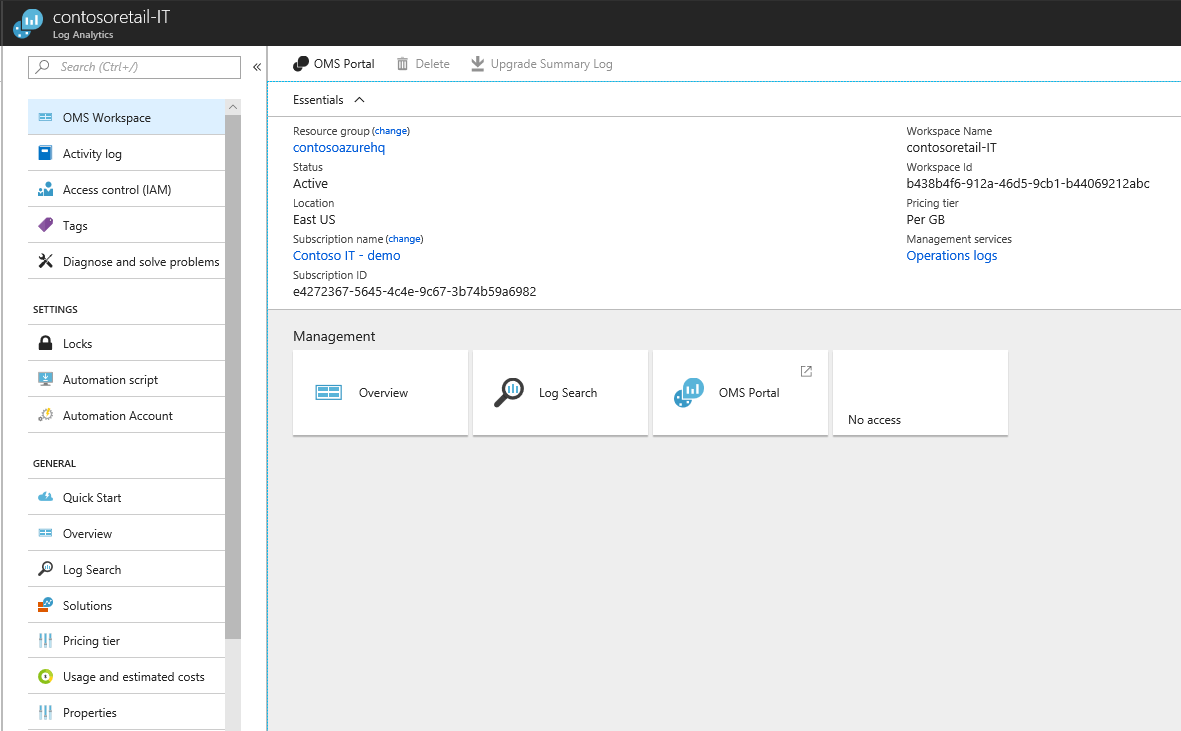 contosoretail-IT
Log Analytics
Search (Ctrl+/)
«
OMS Workspace
Activity log
Access control (IAM)
Tags
Diagnose and solve problems
SETTINGS
Locks
Automation script
Automation Account
GENERAL
Quick Start
Overview
Log Search
Solutions
Pricing tier
Usage and estimated costs
Properties
OMS Portal Delete Upgrade Summary Log
Essentials
Resource group (change)
contosoazurehq
Status
Active
Location
East US
Subscription name (change)
Contoso IT - demo
Subscription ID
e4272367-5645-4c4e-9c67-3b74b59a6982
Workspace Name
contosoretail-IT
Workspace Id
b438b4f6-912a-46d5-9cb1-b44069212abc
Pricing tier
Per GB
Management services
Operations logs
Management
Overview
Log Search
OMS Portal
No access